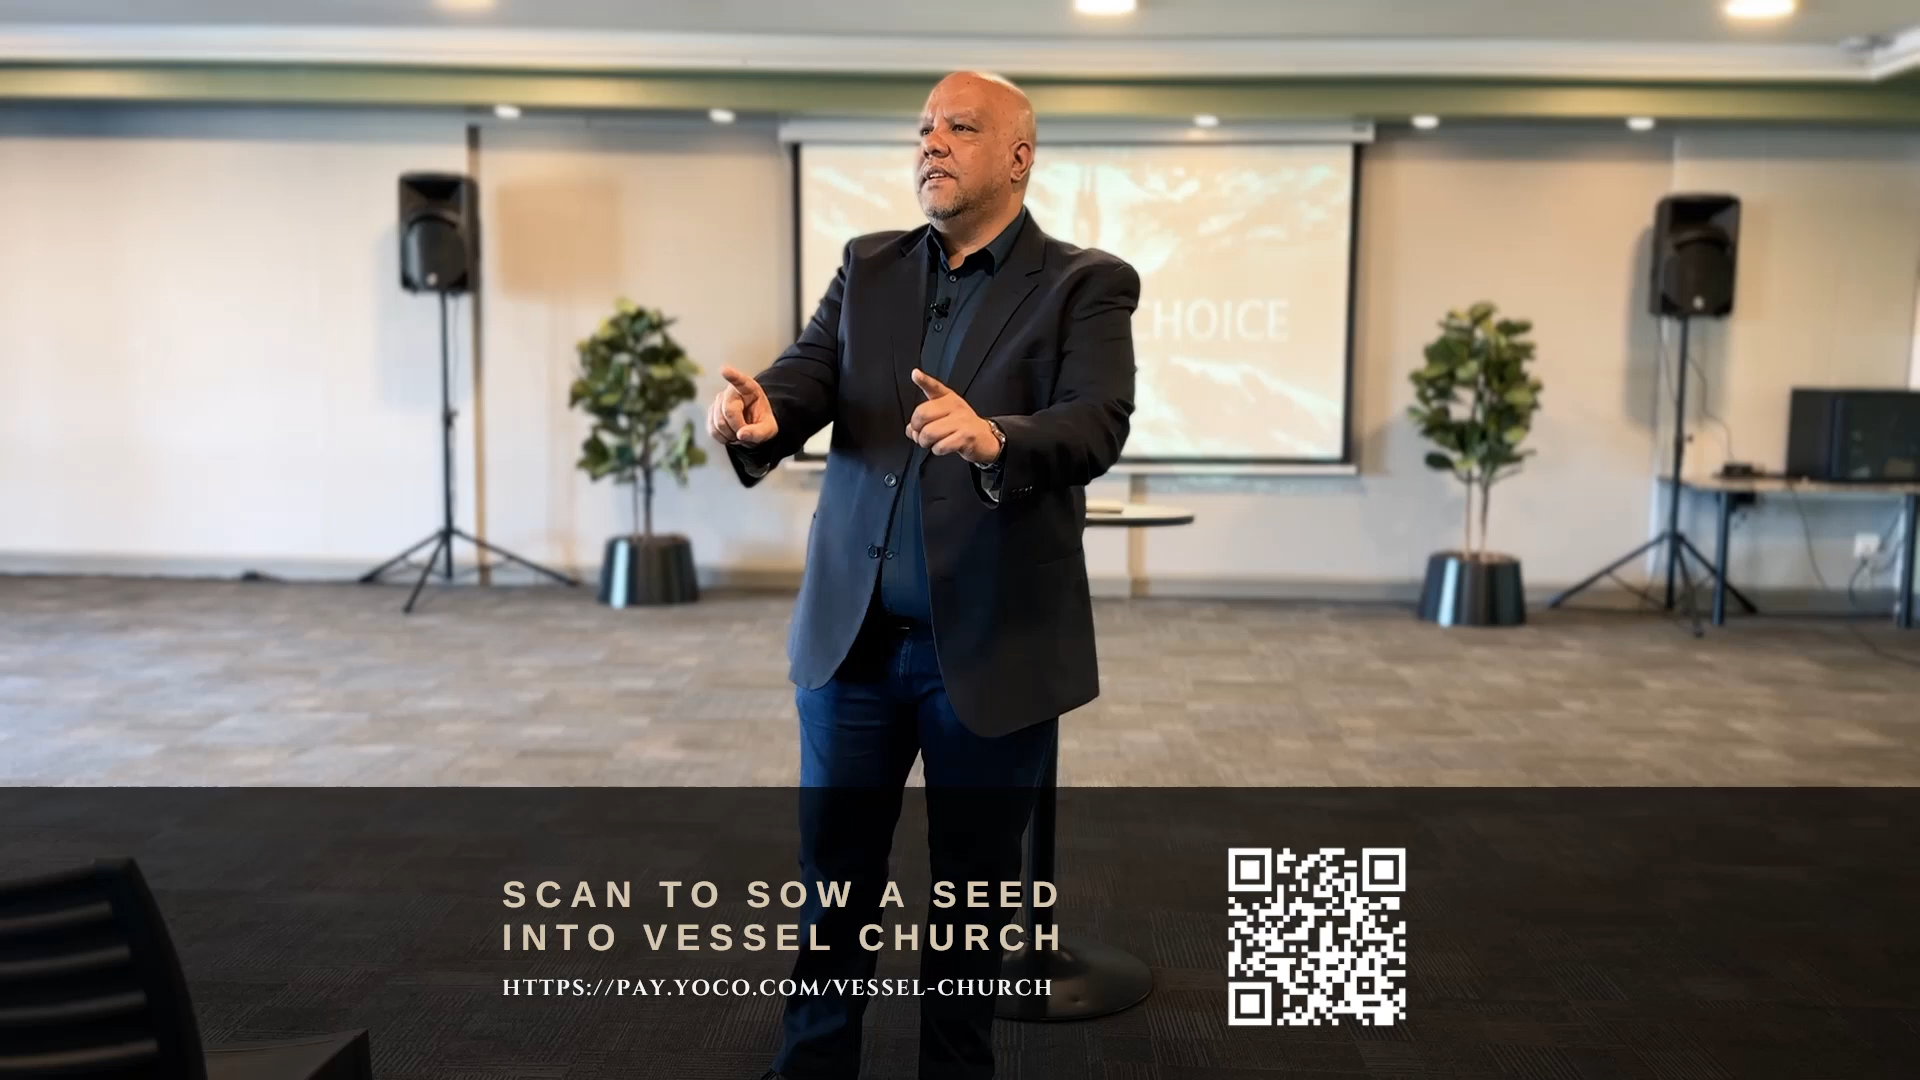 CHOICE
SCAN TO SOW A SEED
INTO VESSEL CHURCH
HTTPS://PAY.YOCO.COM/VESSEL-CHURCH